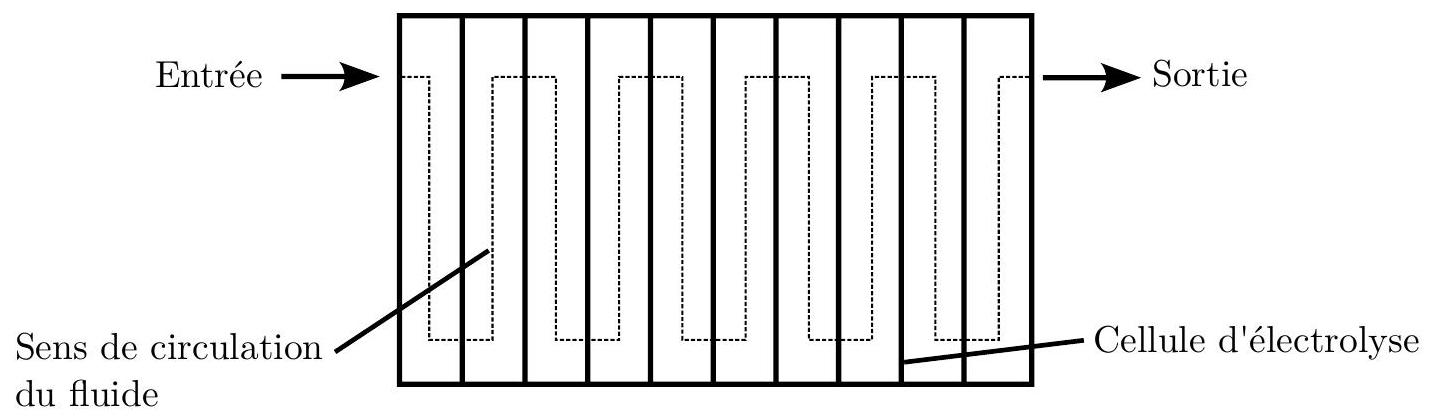 Entrée
Sortie
Sens de circulation
du fluide
Cellule d'électrolyse